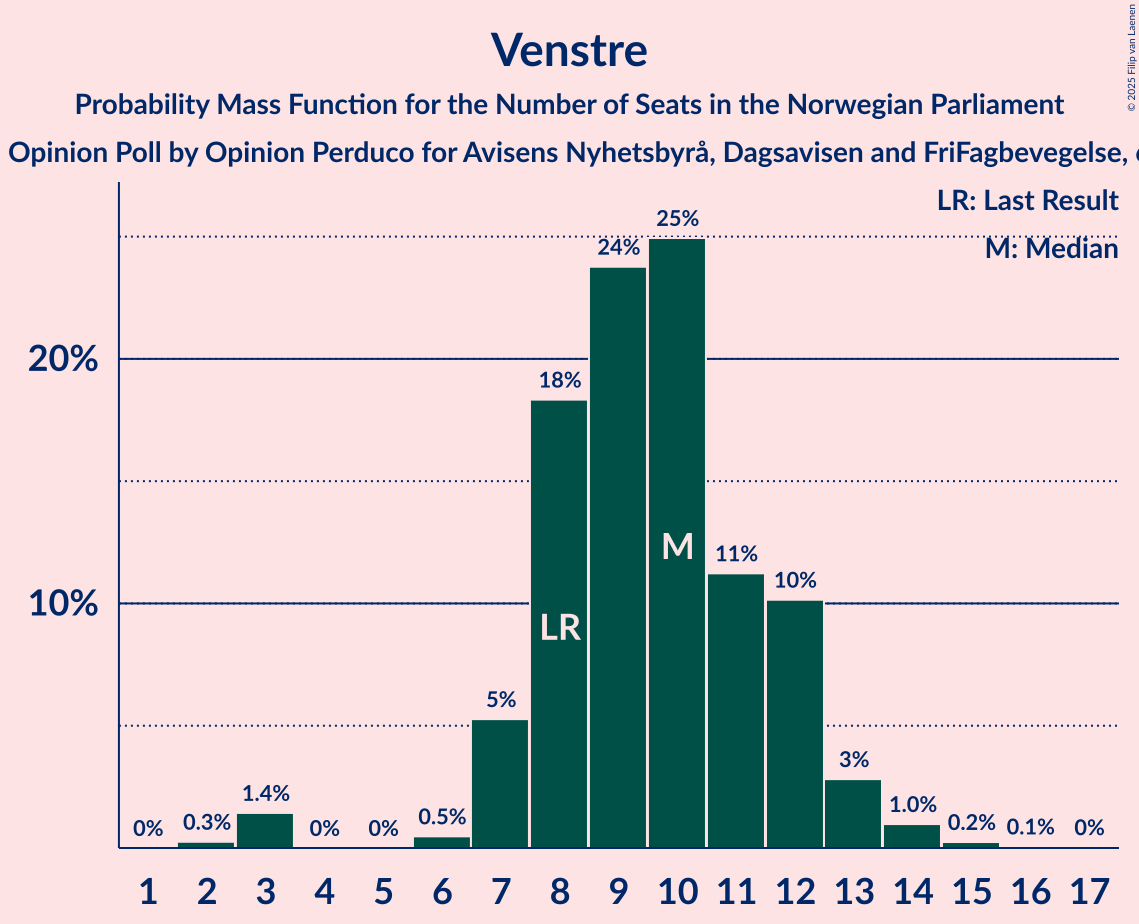 Venstre
Probability Mass Function for the Number of Seats in the Norwegian Parliament
Opinion Poll by Opinion Perduco for Avisens Nyhetsbyrå, Dagsavisen and FriFagbevegelse,
© 2025 Filip van Laenen
LR: Last Result
M: Median
20%
10%
0%
0.3%
1.4%
0%
0%
0.5%
5%
18%
24%
25%
11%
10%
3%
1.0%
0.2%
0.1%
0%
LR
M
1 2 3 4 5 6 7 8 9 10 11 12 13 14 15 16 17